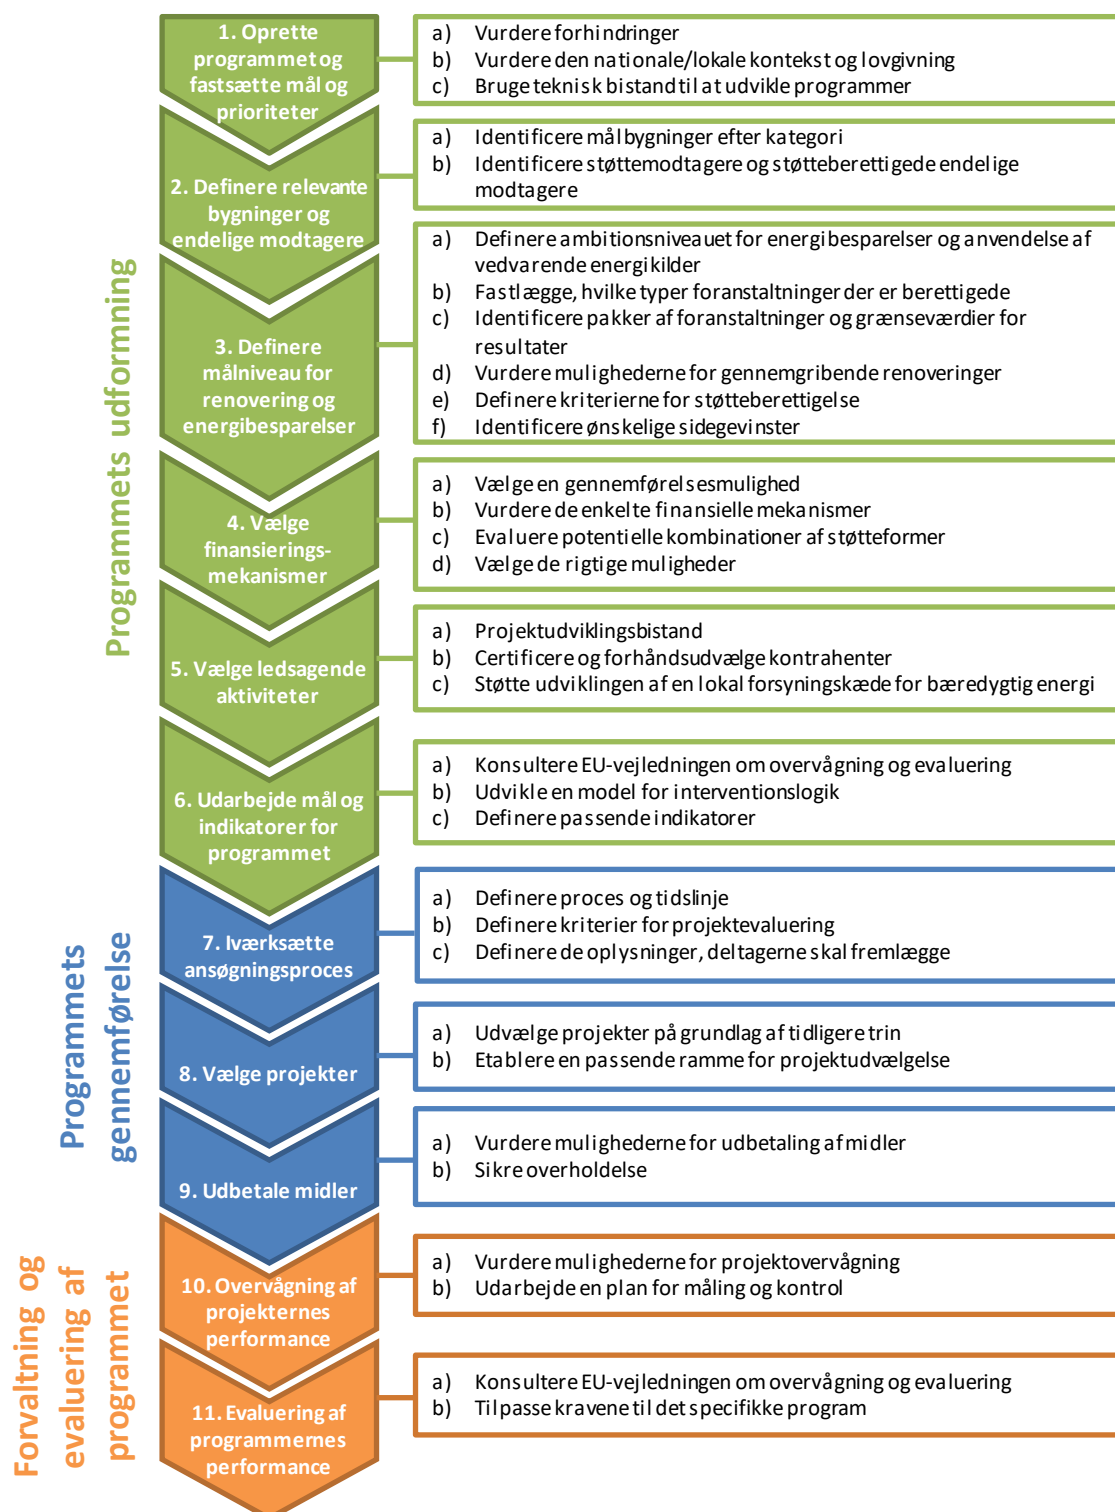 Programmets udformning
1. Oprette
programmet og
fastsætte mål og
prioriteter
a) Vurdere forhindringer
b) Vurdere den nationale/lokale kontekst og lovgivning
c) Bruge teknisk bistand til at udvikle programmer
2. Definere relevante
bygninger og
endelige modtagere
a) Identificere målbygninger efter kategori
b) Identificere støttemodtagere og støtteberettigede endelige
modtagere
3. Definere
målniveau for
renovering og
energibesparelser
a) Definere ambitionsniveauet for energibesparelser og anvendelse af
vedvarende energikilder
b) Fastlægge, hvilke typer foranstaltninger der er berettigede
c) Identificere pakker af foranstaltninger og grænseværdier for
resultater
d) Vurdere mulighederne for gennemgribende renoveringer
e) Definere kriterierne for støtteberettigelse
f) Identificere ønskelige sidegevinster
4. Vælge
finansierings-
mekanismer
a) Vælge en gennemførelsesmulighed
b) Vurdere de enkelte finansielle mekanismer
c) Evaluere potentielle kombinationer af støtteformer
d) Vælge de rigtige muligheder
5. Vælge ledsagende
aktiviteter
a) Projektudviklingsbistand
b) Certificere og forhåndsudvælge kontrahenter
c) Støtte udviklingen af en lokal forsyningskæde for bæredygtig energi
6. Udarbejde mål og
indikatorer for
programmet
a) Konsultere EU-vejledningen om overvågning og evaluering
b) Udvikle en model for interventionslogik
c) Definere passende indikatorer
Programmets
gennemførelse
7. Iværksætte
ansøgningsproces
a) Definere proces og tidslinje
b) Definere kriterier for projektevaluering
c) Definere de oplysninger, deltagerne skal fremlægge
8. Vælge projekter
a) Udvælge projekter på grundlag af tidligere trin
b) Etablere en passende ramme for projektudvælgelse
9. Udbetale midler
a) Vurdere mulighederne for udbetaling af midler
b) Sikre overholdelse
Forvaltning og
evaluering af
programmet
10. Overvågning af
projekternes
performance
a) Vurdere mulighederne for projektovervågning
b) Udarbejde en plan for måling og kontrol
11. Evaluering af
programmernes
performance
a) Konsultere EU-vejledningen om overvågning og evaluering
b) Tilpasse kravene til det specifikke program